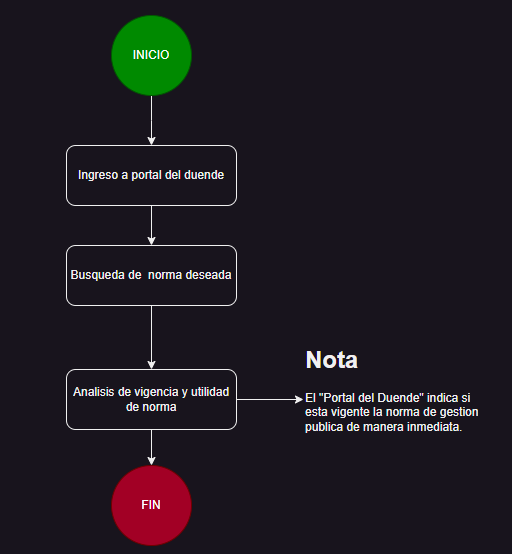 INICIO
Ingreso a portal del duende
Busqueda de norma deseada
Analisis de vigencia y utilidad
de norma
Nota
El "Portal del Duende" indica si
esta vigente la norma de gestion
publica de manera inmediata.
FIN